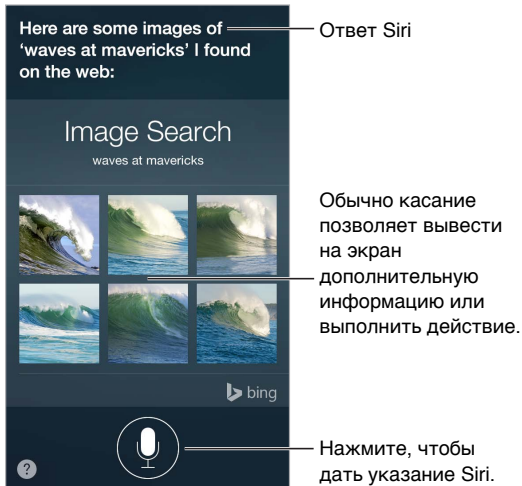 Here are some images of
‘waves at mavericks’ I found
on the web:
Ответ Siri
Image Search
waves at mavericks
Обычно касание
позволяет вывести
на экран
дополнительную
информацию или
выполнить действие.
bing
?
Нажмите, чтобы
дать указание Siri.